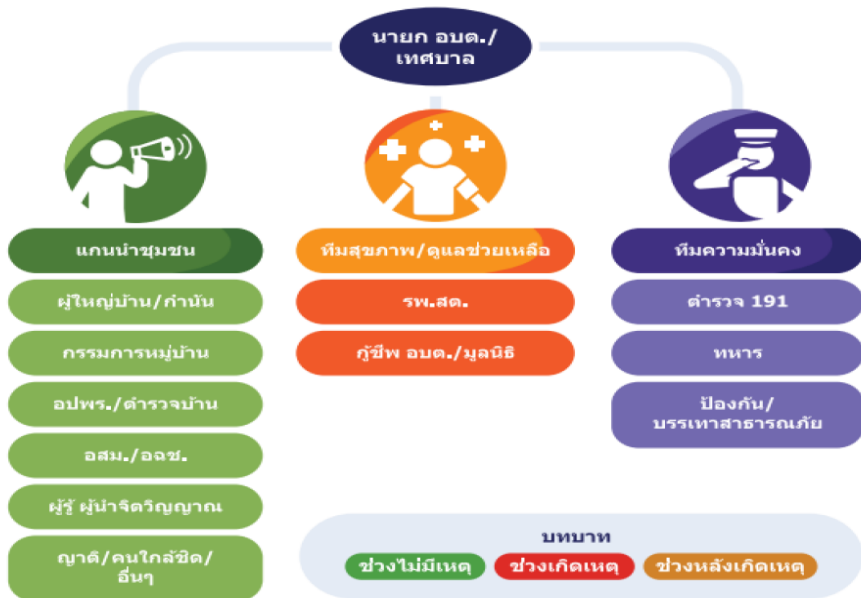 นายก อบต./
เทศบาล
แกนนำชุมชน
ผู้ใหญ่บ้าน/กำนัน
กรรมการหมู่บ้าน
อปพร./ตำรวจบ้าน
อสม./อฉช.
ผู้รู้ ผู้นำจิตวิญญาณ
ญาติ/คนใกล้ชิด/
อื่นๆ
ทีมสุขภาพ/ดูแลช่วยเหลือ
รพ.สต.
กู้ชีพ อบต./มูลนิธิ
ทีมความมั่นคง
ตำรวจ 191
ทหาร
ป้องกัน/
บรรเทาสาธารณภัย
บทบาท
ช่วงไม่มีเหตุ
ช่วงเกิดเหตุ
ช่วงหลังเกิดเหตุ